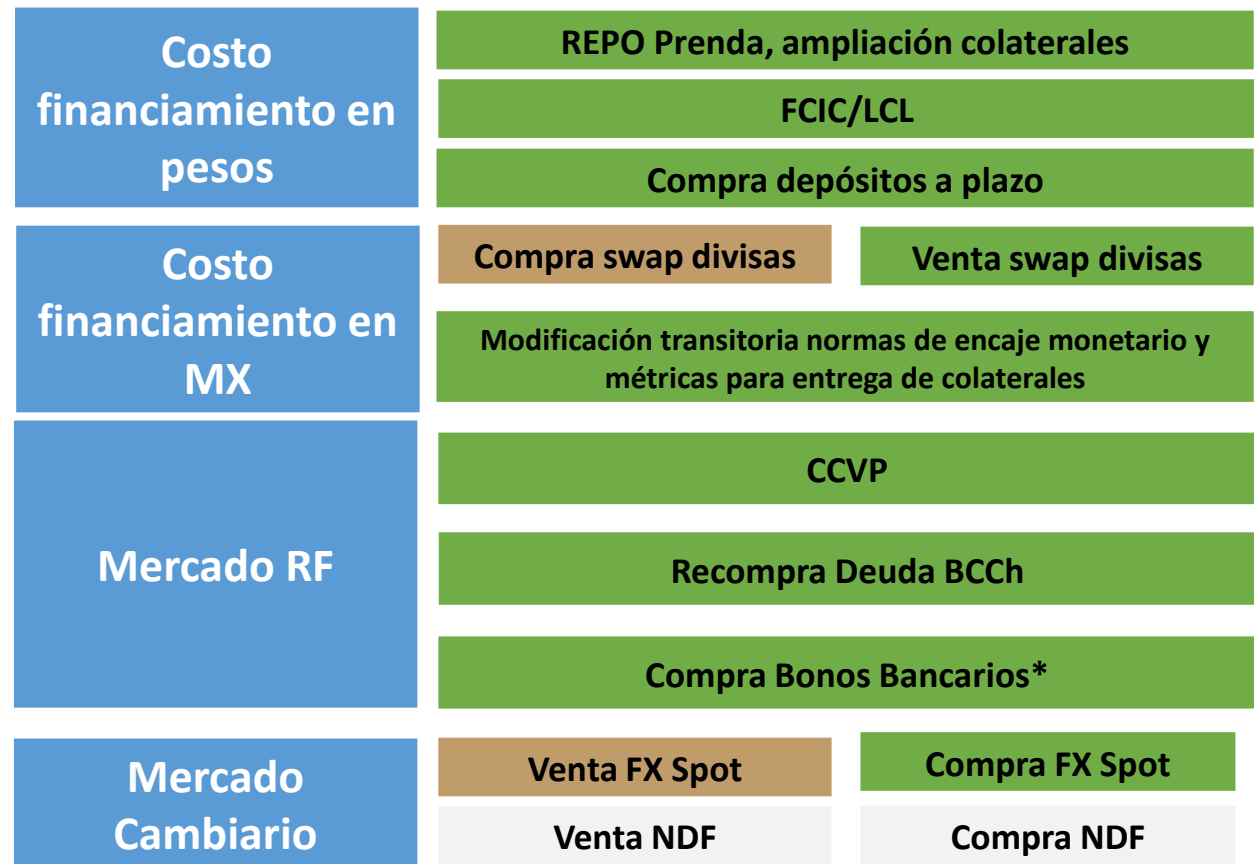 Costo
financiamiento en
pesos
REPO Prenda, ampliación colaterales
FCIC/LCL
Compra depósitos a plazo
Costo
financiamiento en
MX
Compra swap divisas
Venta swap divisas
Modificación transitoria normas de encaje monetario y
métricas para entrega de colaterales
Mercado RF
CCVP
Recompra Deuda BCCh
Compra Bonos Bancarios*
Mercado
Cambiario
Venta FX Spot
Compra FX Spot
Venta NDF
Compra NDF